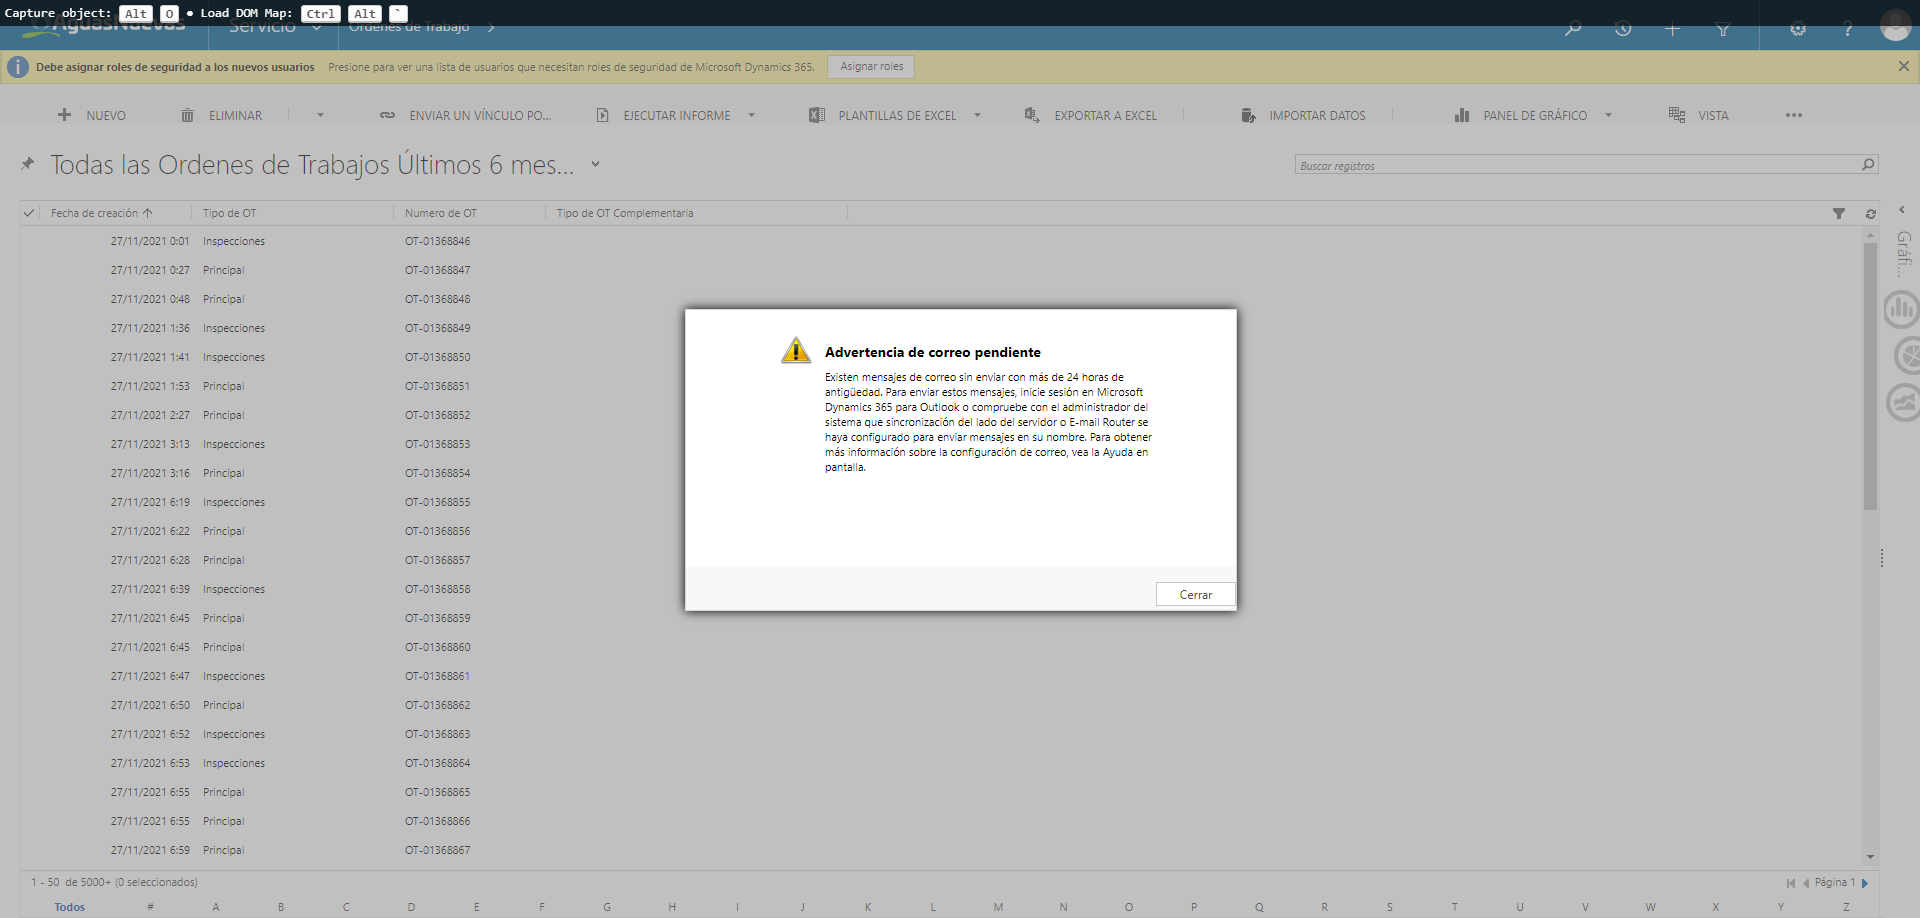 Capture object: Alt O • Load DOM Map: Ctrl Alt `
AguasNuevas Servicio Ordenes de Trabajo
Debe asignar roles de seguridad a los nuevos usuarios Presione para ver una lista de usuarios que necesitan roles de seguridad de Microsoft Dynamics 365. Asignar roles
NUEVO ELIMINAR ENVIAR UN VÍNCULO PO... EJECUTAR INFORME PLANTILLAS DE EXCEL EXPORTAR A EXCEL IMPORTAR DATOS PANEL DE GRÁFICO VISTA ...
Todas las Ordenes de Trabajos Últimos 6 mes...
Buscar registros
Fecha de creación Tipo de OT Numero de OT Tipo de OT Complementaria
27/11/2021 0:01 Inspecciones OT-01368846
27/11/2021 0:27 Principal OT-01368847
27/11/2021 0:48 Principal OT-01368848
27/11/2021 1:36 Inspecciones OT-01368849
27/11/2021 1:41 Inspecciones OT-01368850
27/11/2021 1:53 Principal OT-01368851
27/11/2021 2:27 Principal OT-01368852
27/11/2021 3:13 Inspecciones OT-01368853
27/11/2021 3:16 Principal OT-01368854
27/11/2021 6:19 Inspecciones OT-01368855
27/11/2021 6:22 Principal OT-01368856
27/11/2021 6:28 Principal OT-01368857
27/11/2021 6:39 Inspecciones OT-01368858
27/11/2021 6:45 Principal OT-01368859
27/11/2021 6:45 Principal OT-01368860
27/11/2021 6:47 Inspecciones OT-01368861
27/11/2021 6:50 Principal OT-01368862
27/11/2021 6:52 Inspecciones OT-01368863
27/11/2021 6:53 Inspecciones OT-01368864
27/11/2021 6:55 Principal OT-01368865
27/11/2021 6:55 Principal OT-01368866
27/11/2021 6:59 Principal OT-01368867
Gráfi...
Advertencia de correo pendiente
Existen mensajes de correo sin enviar con más de 24 horas de
antigüedad. Para enviar estos mensajes, inicie sesión en Microsoft
Dynamics 365 para Outlook o compruebe con el administrador del
sistema que sincronización del lado del servidor o E-mail Router se
haya configurado para enviar mensajes en su nombre. Para obtener
más información sobre la configuración de correo, vea la Ayuda en
pantalla.
Cerrar
1 - 50 de 5000+ (0 seleccionados) Página 1
Todos # A B C D E F G H I J K L M N O P Q R S T U V W X Y Z